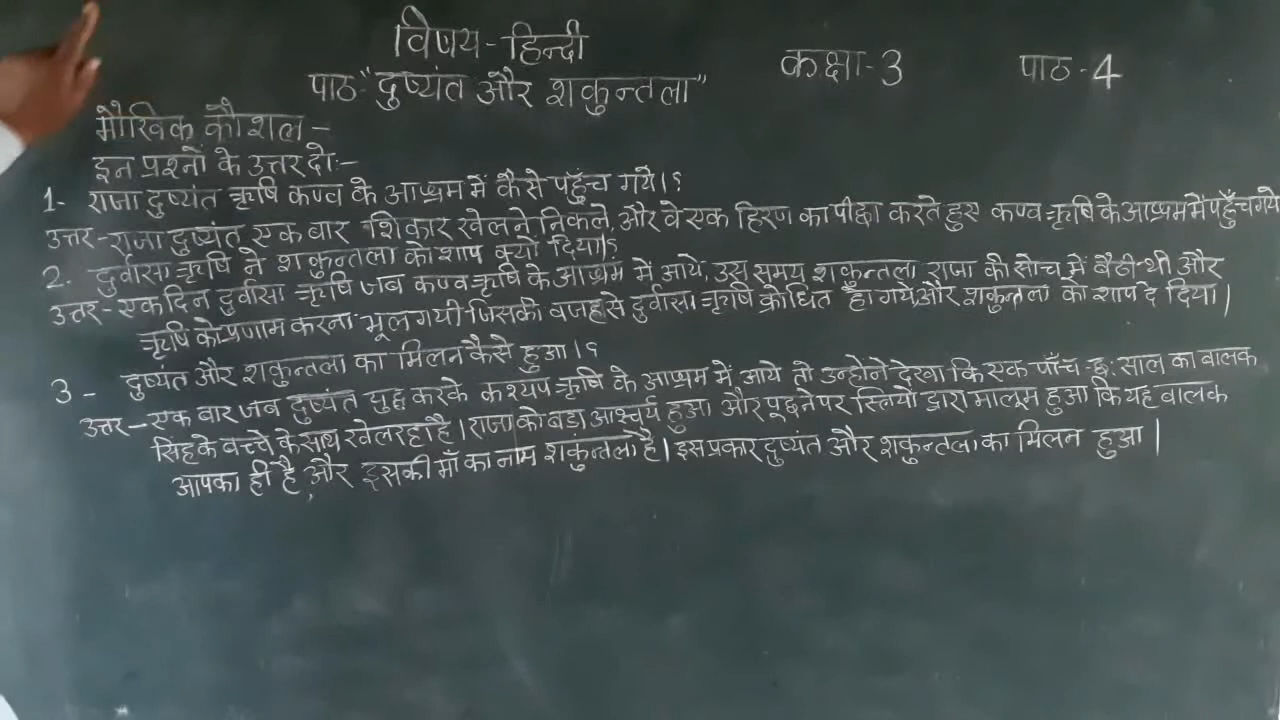 विषय - हिन्दी
कक्षा - 3
पाठ - 4
पाठ "दुष्यंत और शकुन्तला"
मौखिक कौशल -
इन प्रश्नों के उत्तर दो:-
1- राजा दुष्यंत ऋषि कण्व के आश्रम में कैसे पहुँच गये।?
उत्तर- राजा दुष्यंत एक बार शिकार खेलने निकले, और वे एक हिरण का पीछा करते हुए कण्व ऋषि के आश्रम में पहुँच गये
2. दुर्वासा ऋषि ने शकुन्तला को शाप क्यों दिया।?
उत्तर- एक दिन दुर्वासा ऋषि जब कण्व ऋषि के आश्रम में आये, उस समय शकुन्तला राजा की सोच में बैठी थी और
ऋषि को प्रणाम करना भूल गयी जिसकी वजह से दुर्वासा ऋषि क्रोधित हो गये और शकुन्तला को शाप दे दिया।
3- दुष्यंत और शकुन्तला का मिलन कैसे हुआ।?
उत्तर- एक बार जब दुष्यंत युद्ध करके कश्यप ऋषि के आश्रम में आये तो उन्होने देखा कि एक पाँच-छ: साल का बालक
सिंह के बच्चे के साथ खेल रहा है। राजा को बडा आश्चर्य हुआ और पूछने पर स्त्रियों द्वारा मालूम हुआ कि यह बालक
आपका ही है, और इसकी माँ का नाम शकुंतला है। इस प्रकार दुष्यंत और शकुन्तला का मिलन हुआ।